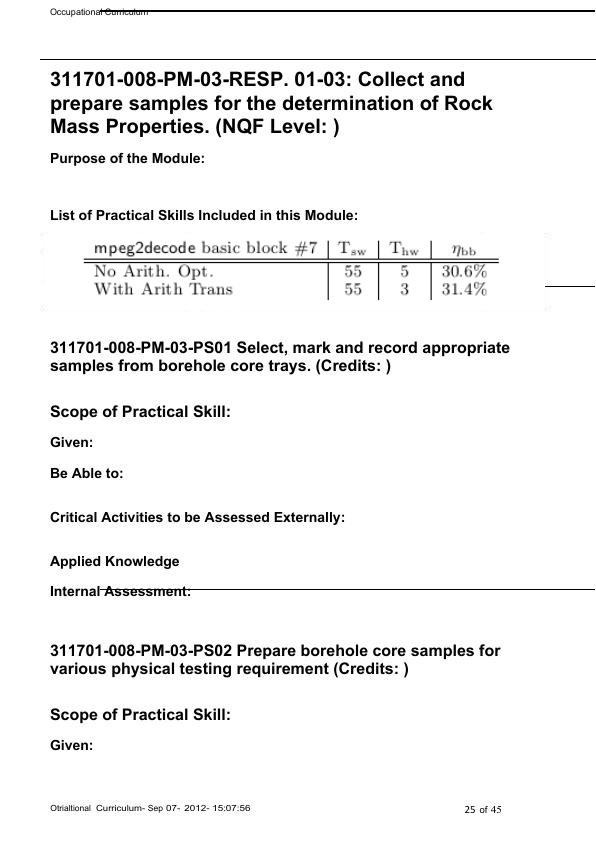 Occupational Curriculum
311701-008-PM-03-RESP. 01-03: Collect and
prepare samples for the determination of Rock
Mass Properties. (NQF Level: )
Purpose of the Module:
List of Practical Skills Included in this Module:
mpeg2decode basic block #7 | Tsw | Thw | ηbb
No Arith. Opt. | 55 | 5 | 30.6%
With Arith Trans | 55 | 3 | 31.4%
311701-008-PM-03-PS01 Select, mark and record appropriate
samples from borehole core trays. (Credits: )
Scope of Practical Skill:
Given:
Be Able to:
Critical Activities to be Assessed Externally:
Applied Knowledge
Internal Assessment:
311701-008-PM-03-PS02 Prepare borehole core samples for
various physical testing requirement (Credits: )
Scope of Practical Skill:
Given:
Otrialtional Curriculum- Sep 07- 2012- 15:07:56 25 of 45